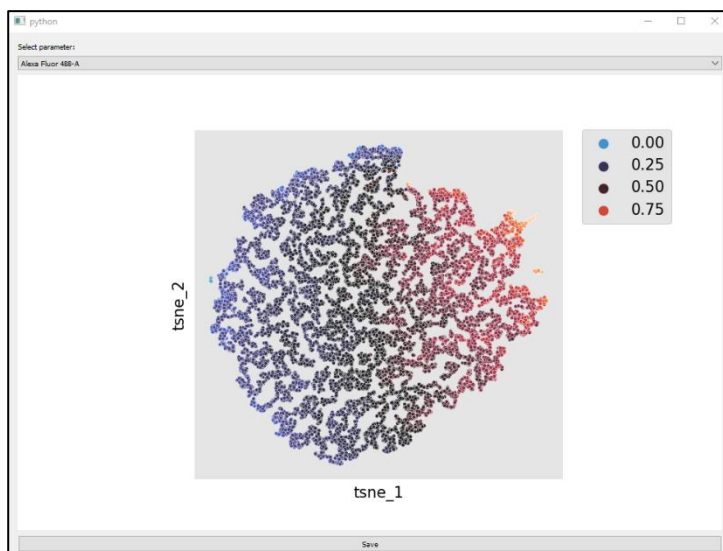 python
Select parameter:
Alexa Fluor 488-A
0.00
0.25
0.50
0.75
tsne_2
tsne_1
Save